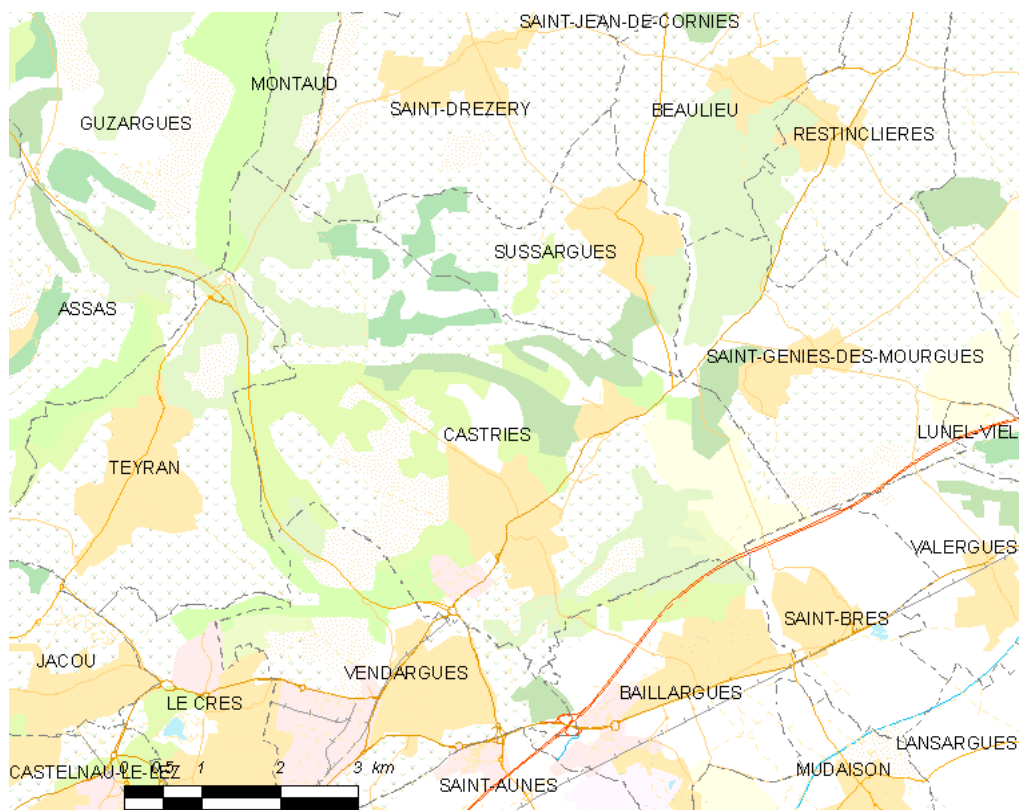 SAINT-JEAN-DE-CORNIES
MONTAUD
SAINT-DREZERY
BEAULIEU
GUZARGUES
RESTINCLIERES
SUSSARGUES
ASSAS
SAINT-GENIES-DES-MOURGUES
CASTRIES
LUNEL-VIEL
TEYRAN
VALERGUES
SAINT-BRES
JACOU
VENDARGUES
BAILLARGUES
LE CRES
LANSARGUES
CASTELNAU-LE-LEZ
0 0.5 1 2 3 km
MUDAISON
SAINT-AUNES